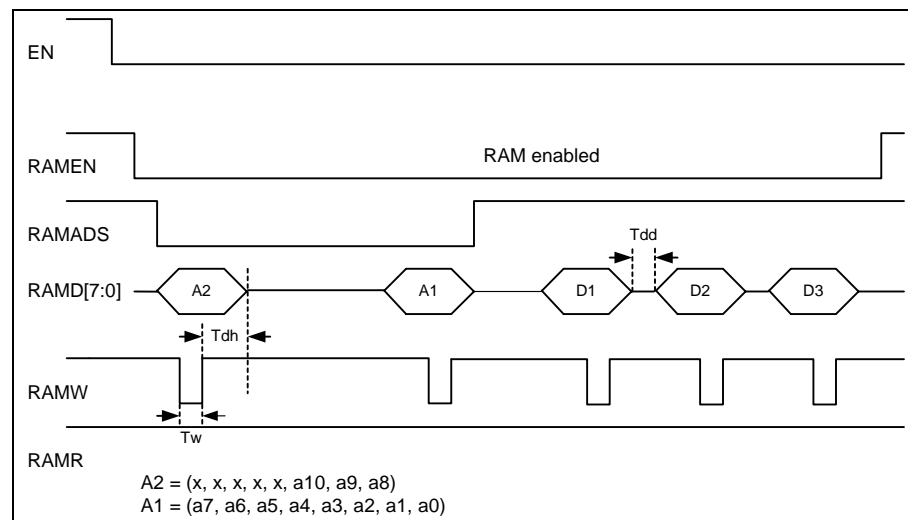 EN
RAM enabled
RAMEN
RAMADS
Tdd
RAMD[7:0]
A2 A1 D1 D2 D3
Tdh
RAMW
Tw
RAMR
A2 = (x, x, x, x, x, a10, a9, a8)
A1 = (a7, a6, a5, a4, a3, a2, a1, a0)